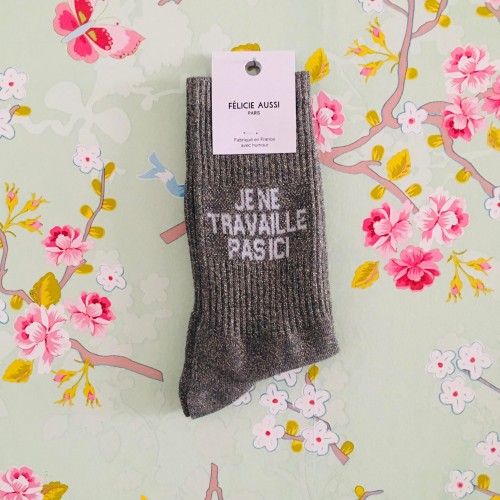 FÉLICIE AUSSI
PARIS
Fabriqué en France
avec humour
JE NE
TRAVAILLE
PAS ICI